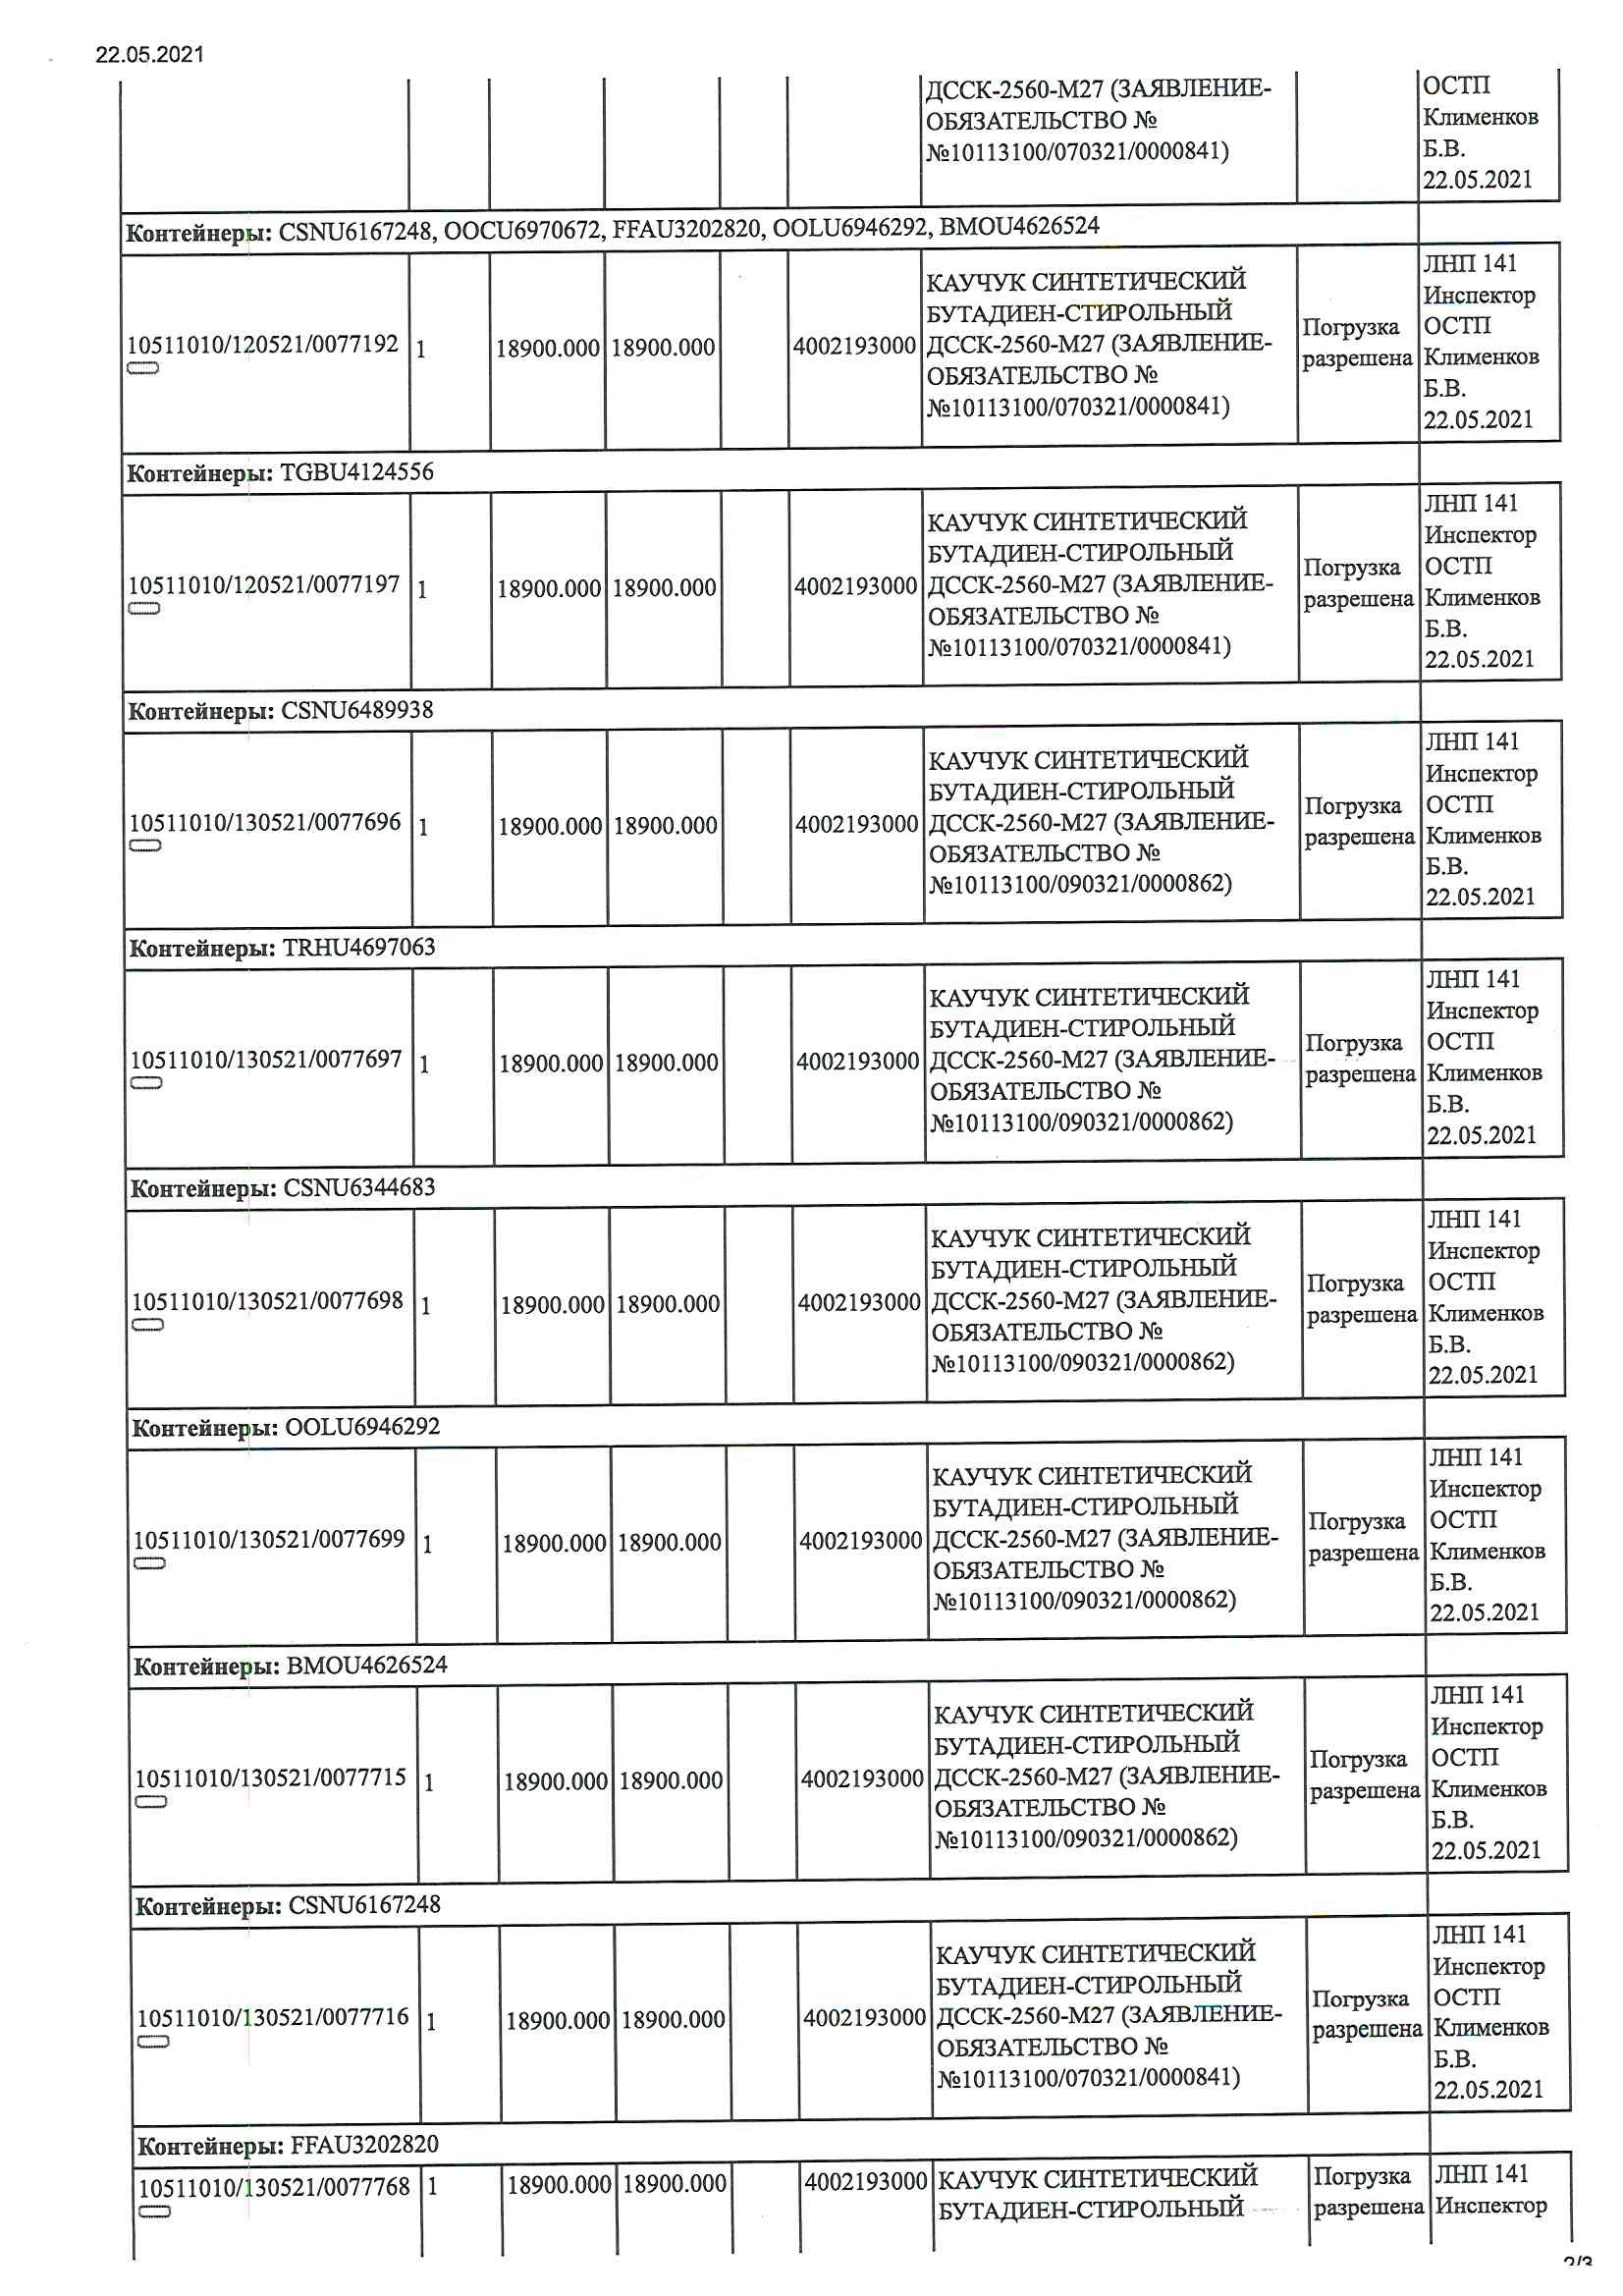 22.05.2021
ДССК-2560-М27 (ЗАЯВЛЕНИЕ-
ОБЯЗАТЕЛЬСТВО №
№10113100/070321/0000841)
ОСТП
Клименков
Б.В.
22.05.2021
Контейнеры: CSNU6167248, OOCU6970672, FFAU3202820, OOLU6946292, BMOU4626524
10511010/120521/0077192
1
18900.000
18900.000
4002193000
КАУЧУК СИНТЕТИЧЕСКИЙ
БУТАДИЕН-СТИРОЛЬНЫЙ
ДССК-2560-М27 (ЗАЯВЛЕНИЕ-
ОБЯЗАТЕЛЬСТВО №
№10113100/070321/0000841)
Погрузка
разрешена
ЛНП 141
Инспектор
ОСТП
Клименков
Б.В.
22.05.2021
Контейнеры: TGBU4124556
10511010/120521/0077197
1
18900.000
18900.000
4002193000
КАУЧУК СИНТЕТИЧЕСКИЙ
БУТАДИЕН-СТИРОЛЬНЫЙ
ДССК-2560-М27 (ЗАЯВЛЕНИЕ-
ОБЯЗАТЕЛЬСТВО №
№10113100/070321/0000841)
Погрузка
разрешена
ЛНП 141
Инспектор
ОСТП
Клименков
Б.В.
22.05.2021
Контейнеры: CSNU6489938
10511010/130521/0077696
1
18900.000
18900.000
4002193000
КАУЧУК СИНТЕТИЧЕСКИЙ
БУТАДИЕН-СТИРОЛЬНЫЙ
ДССК-2560-М27 (ЗАЯВЛЕНИЕ-
ОБЯЗАТЕЛЬСТВО №
№10113100/090321/0000862)
Погрузка
разрешена
ЛНП 141
Инспектор
ОСТП
Клименков
Б.В.
22.05.2021
Контейнеры: TRHU4697063
10511010/130521/0077697
1
18900.000
18900.000
4002193000
КАУЧУК СИНТЕТИЧЕСКИЙ
БУТАДИЕН-СТИРОЛЬНЫЙ
ДССК-2560-М27 (ЗАЯВЛЕНИЕ-
ОБЯЗАТЕЛЬСТВО №
№10113100/090321/0000862)
Погрузка
разрешена
ЛНП 141
Инспектор
ОСТП
Клименков
Б.В.
22.05.2021
Контейнеры: CSNU6344683
10511010/130521/0077698
1
18900.000
18900.000
4002193000
КАУЧУК СИНТЕТИЧЕСКИЙ
БУТАДИЕН-СТИРОЛЬНЫЙ
ДССК-2560-М27 (ЗАЯВЛЕНИЕ-
ОБЯЗАТЕЛЬСТВО №
№10113100/090321/0000862)
Погрузка
разрешена
ЛНП 141
Инспектор
ОСТП
Клименков
Б.В.
22.05.2021
Контейнеры: OOLU6946292
10511010/130521/0077699
1
18900.000
18900.000
4002193000
КАУЧУК СИНТЕТИЧЕСКИЙ
БУТАДИЕН-СТИРОЛЬНЫЙ
ДССК-2560-М27 (ЗАЯВЛЕНИЕ-
ОБЯЗАТЕЛЬСТВО №
№10113100/090321/0000862)
Погрузка
разрешена
ЛНП 141
Инспектор
ОСТП
Клименков
Б.В.
22.05.2021
Контейнеры: BMOU4626524
10511010/130521/0077715
1
18900.000
18900.000
4002193000
КАУЧУК СИНТЕТИЧЕСКИЙ
БУТАДИЕН-СТИРОЛЬНЫЙ
ДССК-2560-М27 (ЗАЯВЛЕНИЕ-
ОБЯЗАТЕЛЬСТВО №
№10113100/090321/0000862)
Погрузка
разрешена
ЛНП 141
Инспектор
ОСТП
Клименков
Б.В.
22.05.2021
Контейнеры: CSNU6167248
10511010/130521/0077716
1
18900.000
18900.000
4002193000
КАУЧУК СИНТЕТИЧЕСКИЙ
БУТАДИЕН-СТИРОЛЬНЫЙ
ДССК-2560-М27 (ЗАЯВЛЕНИЕ-
ОБЯЗАТЕЛЬСТВО №
№10113100/070321/0000841)
Погрузка
разрешена
ЛНП 141
Инспектор
ОСТП
Клименков
Б.В.
22.05.2021
Контейнеры: FFAU3202820
10511010/130521/0077768
1
18900.000
18900.000
4002193000
КАУЧУК СИНТЕТИЧЕСКИЙ
БУТАДИЕН-СТИРОЛЬНЫЙ
Погрузка
разрешена
ЛНП 141
Инспектор
2/3